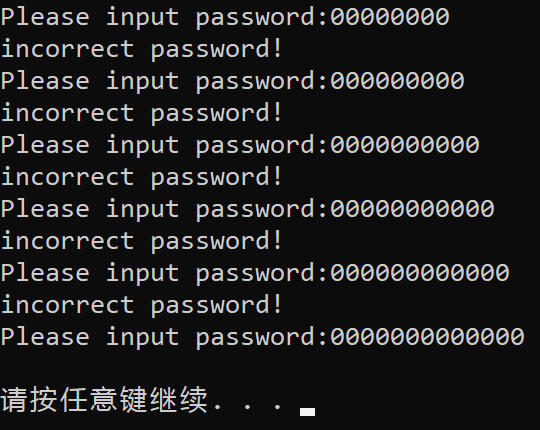 Please input password:00000000
incorrect password!
Please input password:000000000
incorrect password!
Please input password:0000000000
incorrect password!
Please input password:00000000000
incorrect password!
Please input password:000000000000
incorrect password!
Please input password:0000000000000
请按任意键继续. . .